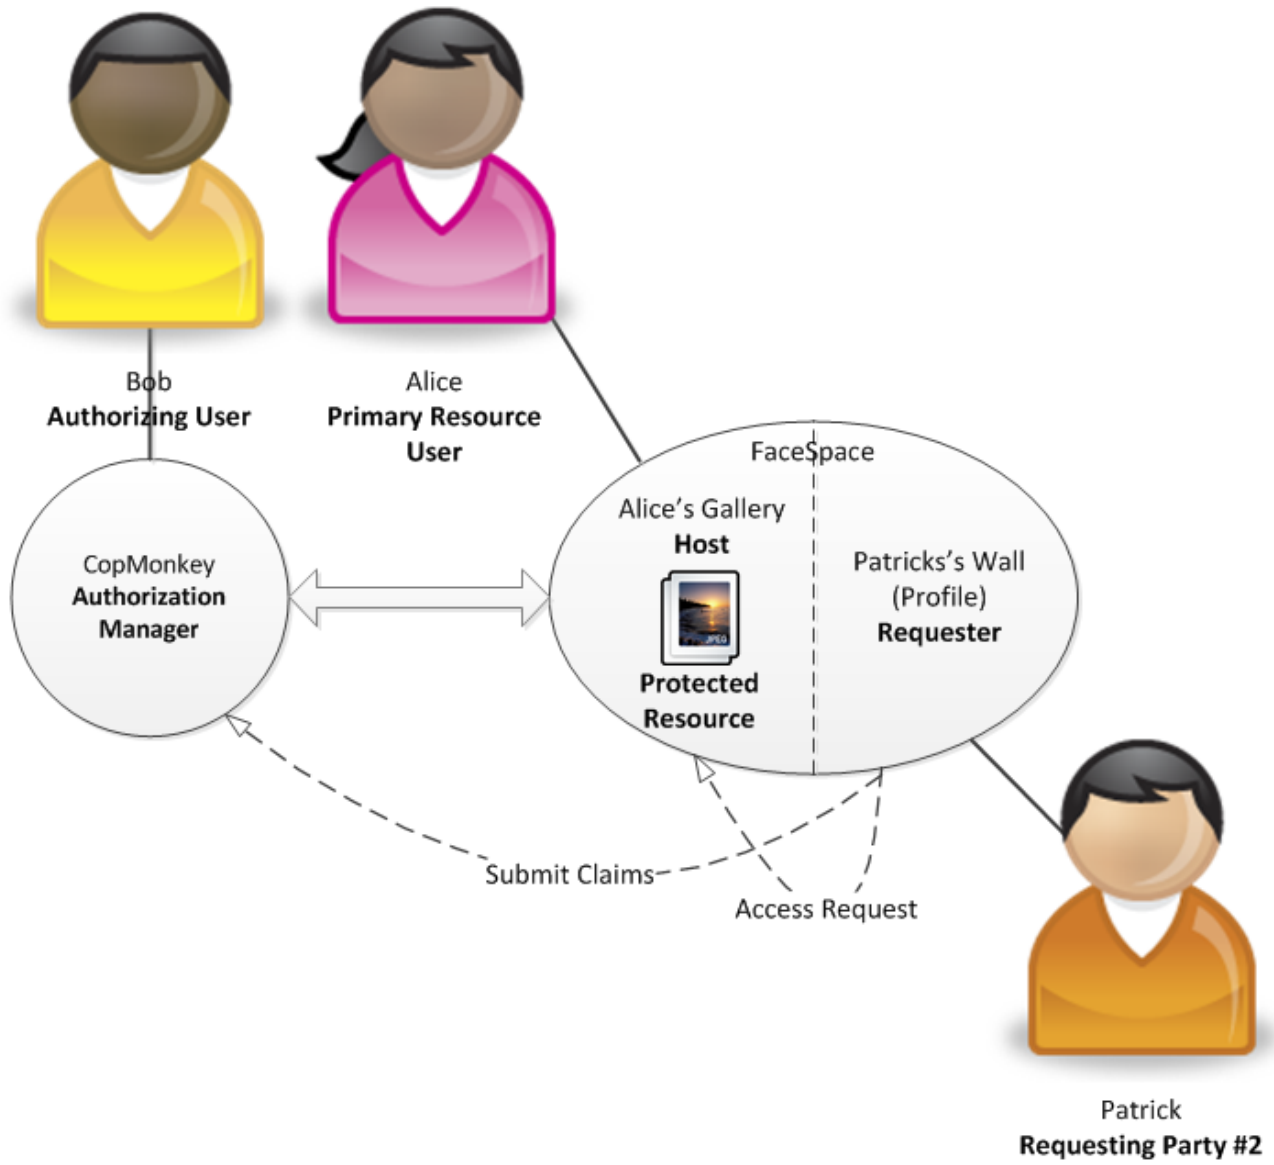 Bob
Authorizing User
Alice
Primary Resource
User
FaceSpace
Alice's Gallery
Host
JPEG
Protected
Resource
Patricks's Wall
(Profile)
Requester
CopMonkey
Authorization
Manager
Submit Claims
Access Request
Patrick
Requesting Party #2